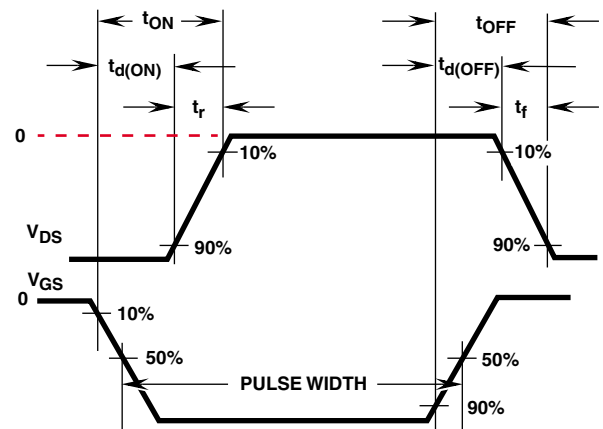 tON
tOFF
td(ON)
td(OFF)
tr
tf
0
10%
10%
VDS
90%
90%
VGS
0
10%
50%
50%
PULSE WIDTH
90%